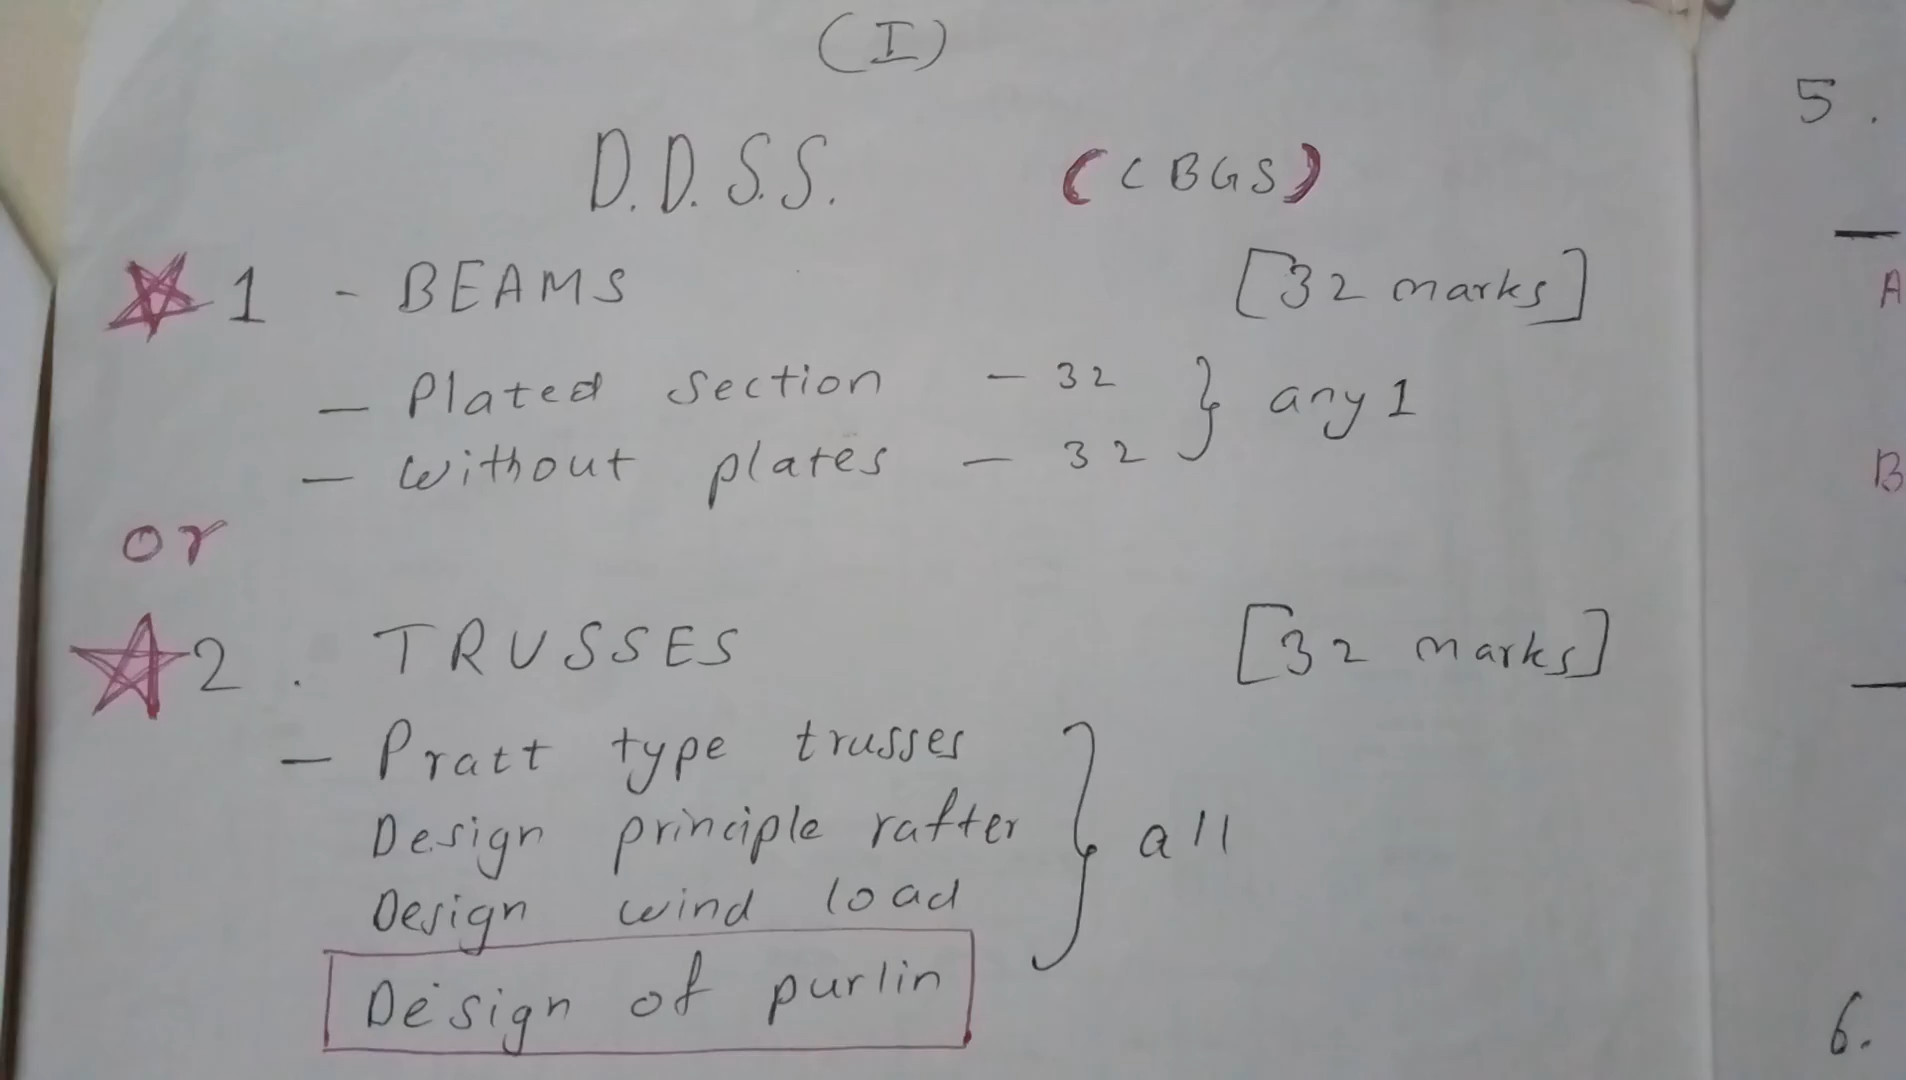 (I)
D.D.S.S. (CBGS)
1 - BEAMS [32 marks]
- Plated section - 32 } any 1
- Without plates - 32
or
2. TRUSSES [32 marks]
- Pratt type trusses
Design principle rafter } all
Design wind load
Design of purlin
5.
A
B
6.